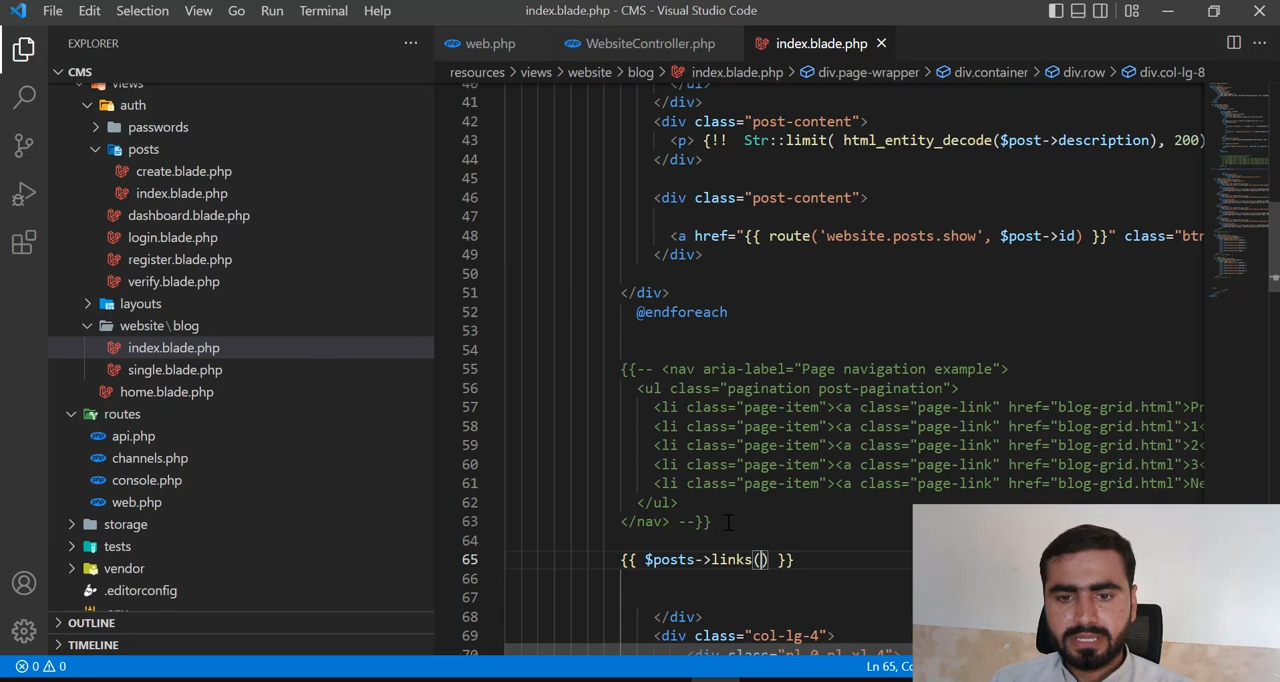 File Edit Selection View Go Run Terminal Help index.blade.php - CMS - Visual Studio Code
EXPLORER
CMS
views
auth
passwords
posts
create.blade.php
index.blade.php
dashboard.blade.php
login.blade.php
register.blade.php
verify.blade.php
layouts
website\blog
index.blade.php
single.blade.php
home.blade.php
routes
api.php
channels.php
console.php
web.php
storage
tests
vendor
.editorconfig
OUTLINE
TIMELINE
web.php WebsiteController.php index.blade.php
resources > views > website > blog > index.blade.php > div.page-wrapper > div.container > div.row > div.col-lg-8
40 </ul>
41 </div>
42 <div class="post-content">
43 <p> {!! Str::limit( html_entity_decode($post->description), 200)
44 </div>
45
46 <div class="post-content">
47
48 <a href="{{ route('website.posts.show', $post->id) }}" class="btn
49 </div>
50
51 </div>
52 @endforeach
53
54
55 {{-- <nav aria-label="Page navigation example">
56 <ul class="pagination post-pagination">
57 <li class="page-item"><a class="page-link" href="blog-grid.html">Pr
58 <li class="page-item"><a class="page-link" href="blog-grid.html">1<
59 <li class="page-item"><a class="page-link" href="blog-grid.html">2<
60 <li class="page-item"><a class="page-link" href="blog-grid.html">3<
61 <li class="page-item"><a class="page-link" href="blog-grid.html">Ne
62 </ul>
63 </nav> --}}
64
65 {{ $posts->links() }}
66
67
68 </div>
69 <div class="col-lg-4">
70 <div class="pl-0 pl-xl-4">
0 0 Ln 65, Co